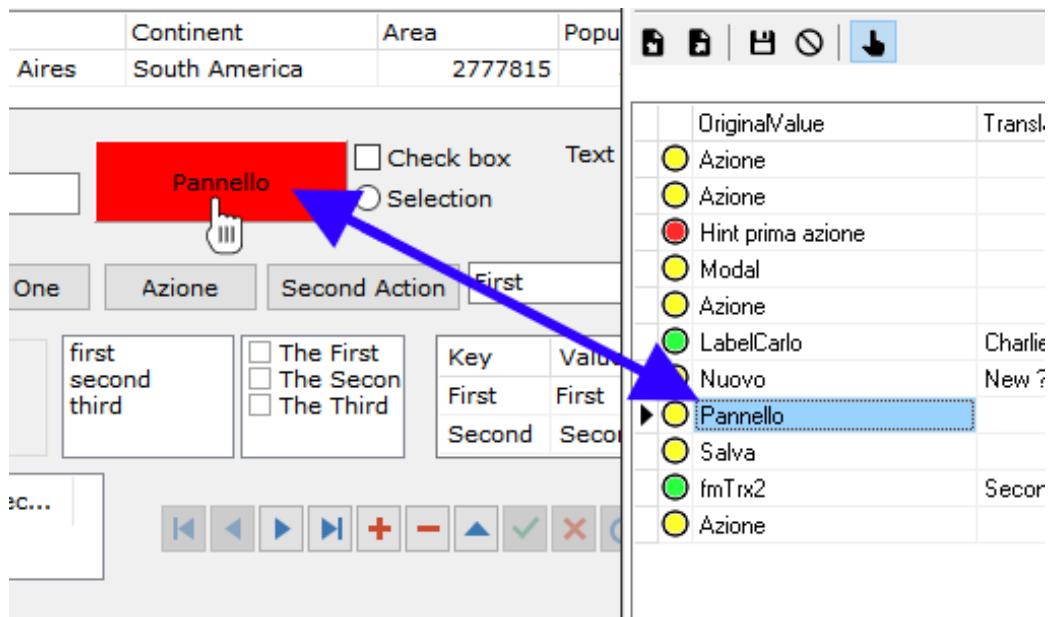 Continent Area Popu
Aires South America 2777815
Pannello
Check box
Text
Selection
One Azione Second Action First
first
second
third
The First
The Secon
The Third
Key Value
First First
Second Secon
ec...
OriginalValue Transl
Azione
Azione
Hint prima azione
Modal
Azione
LabelCarlo Charlie
Nuovo New ?
Pannello
Salva
fmTrx2 Secon
Azione